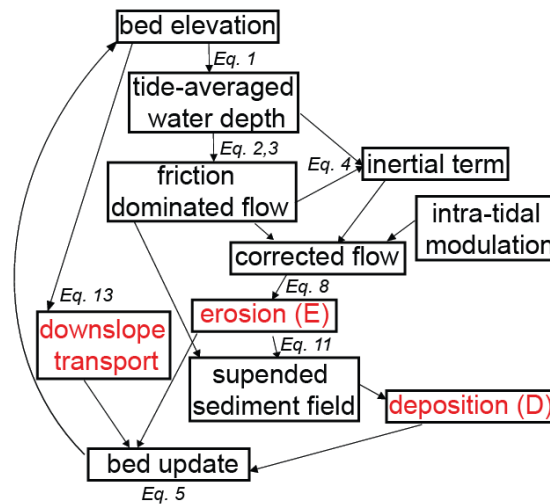 bed elevation
Eq. 1
tide-averaged
water depth
Eq. 2,3
Eq. 4
inertial term
friction
dominated flow
intra-tidal
modulation
corrected flow
Eq. 8
Eq. 13
erosion (E)
downslope
transport
Eq. 11
supended
sediment field
deposition (D)
bed update
Eq. 5